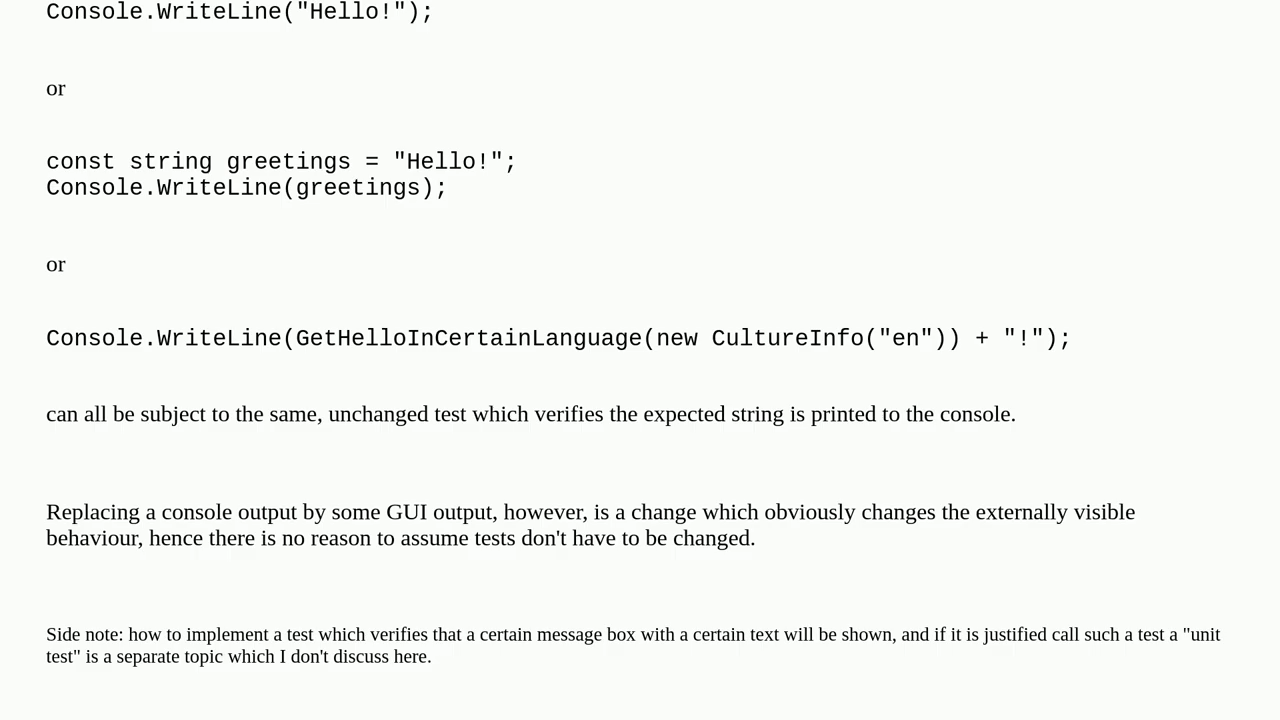 Console.WriteLine("Hello!");
or
const string greetings = "Hello!";
Console.WriteLine(greetings);
or
Console.WriteLine(GetHelloInCertainLanguage(new CultureInfo("en")) + "!");
can all be subject to the same, unchanged test which verifies the expected string is printed to the console.
Replacing a console output by some GUI output, however, is a change which obviously changes the externally visible
behaviour, hence there is no reason to assume tests don't have to be changed.
Side note: how to implement a test which verifies that a certain message box with a certain text will be shown, and if it is justified call such a test a "unit
test" is a separate topic which I don't discuss here.